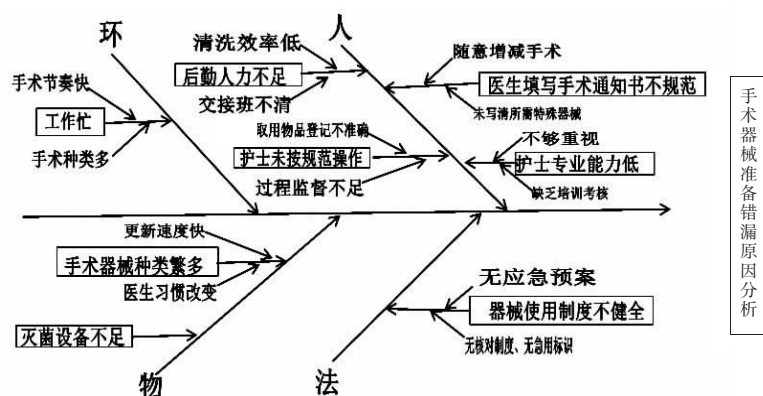 环
人
清洗效率低
后勤人力不足
交接班不清
随意增减手术
医生填写手术通知书不规范
未写清所需特殊器械
手术节奏快
工作忙
手术种类多
取用物品登记不准确
护士未按规范操作
过程监督不足
不够重视
护士专业能力低
缺乏培训考核
更新速度快
手术器械种类繁多
医生习惯改变
灭菌设备不足
无应急预案
器械使用制度不健全
无核对制度、无急用标识
物
法
手术器械准备错漏原因分析